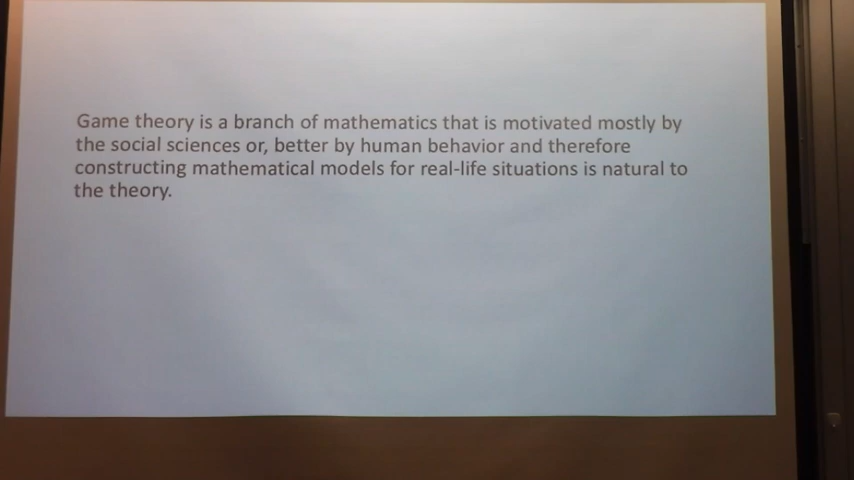 Game theory is a branch of mathematics that is motivated mostly by
the social sciences or, better by human behavior and therefore
constructing mathematical models for real-life situations is natural to
the theory.